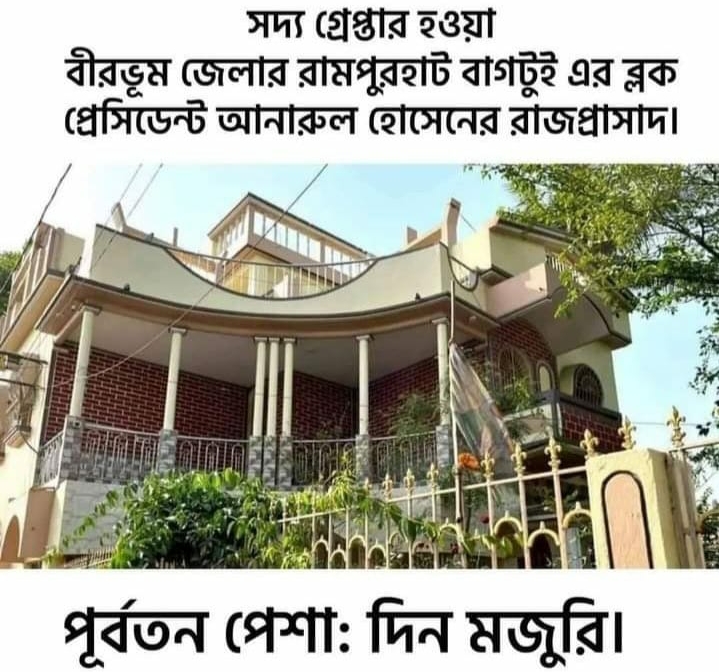 সদ্য গ্রেপ্তার হওয়া
বীরভূম জেলার রামপুরহাট বাগটুই এর ব্লক
প্রেসিডেন্ট আনারুল হোসেনের রাজপ্রাসাদ।
পূর্বতন পেশা: দিন মজুরি।